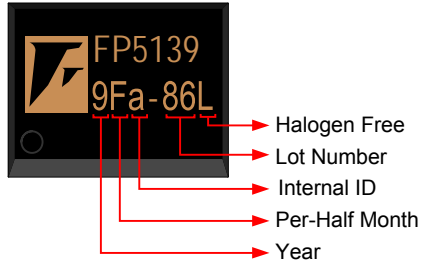 FP5139
9Fa-86L
Halogen Free
Lot Number
Internal ID
Per-Half Month
Year